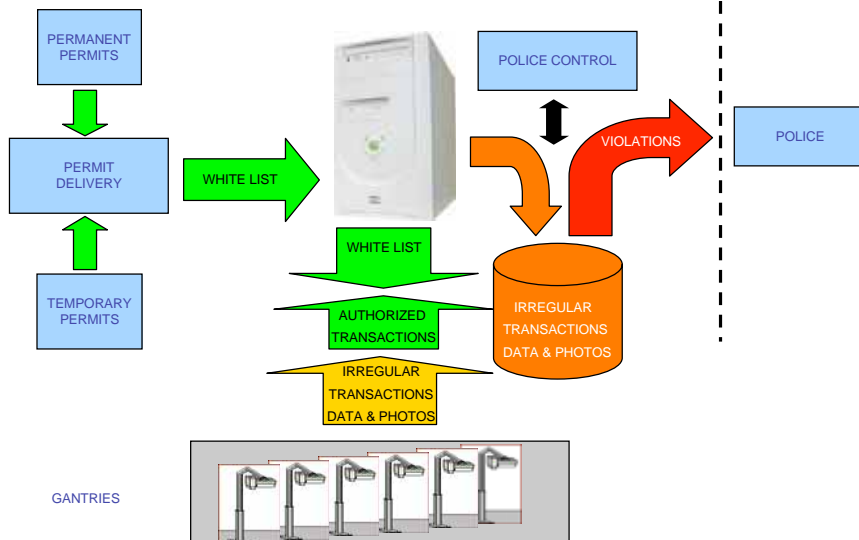 PERMANENT
PERMITS
PERMIT
DELIVERY
TEMPORARY
PERMITS
WHITE LIST
WHITE LIST
AUTHORIZED
TRANSACTIONS
IRREGULAR
TRANSACTIONS
DATA & PHOTOS
POLICE CONTROL
VIOLATIONS
POLICE
IRREGULAR
TRANSACTIONS
DATA & PHOTOS
GANTRIES